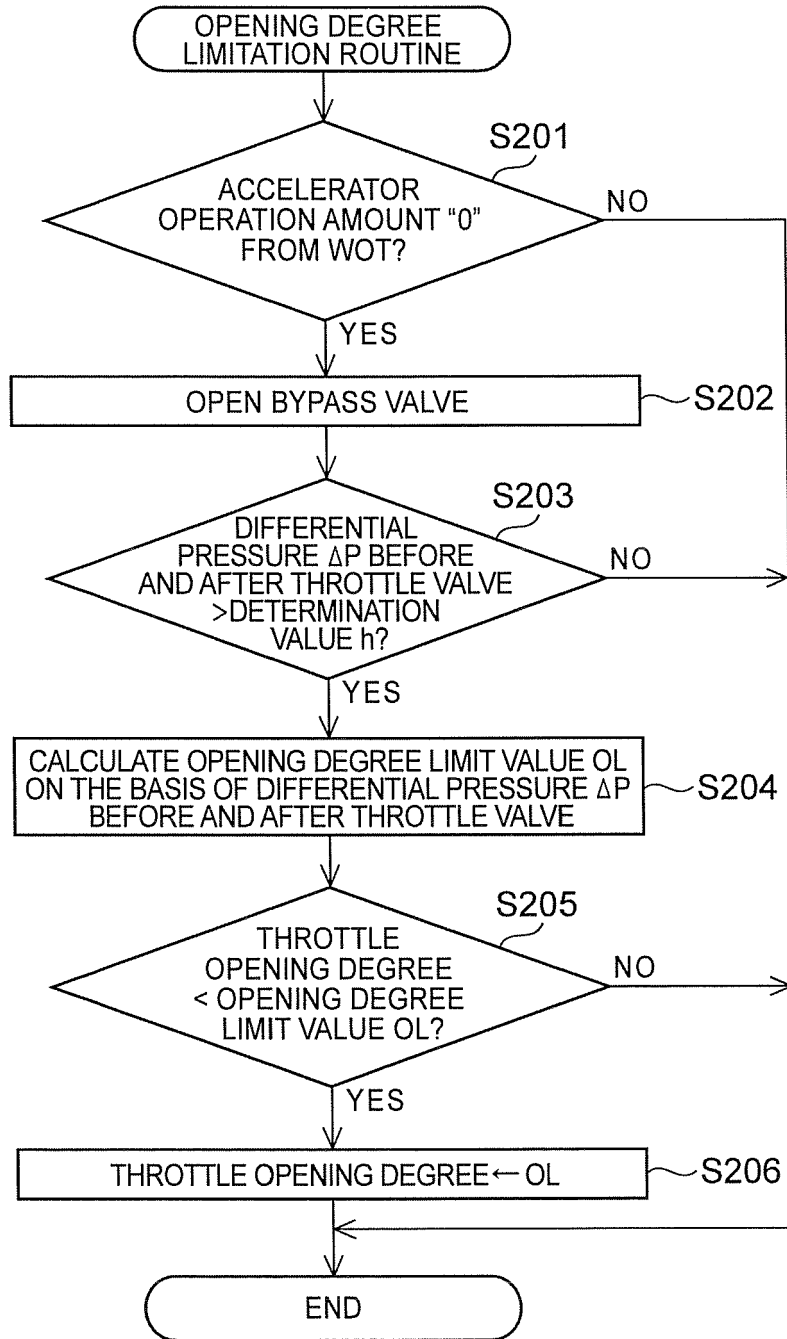 OPENING DEGREE
LIMITATION ROUTINE
S201
ACCELERATOR
OPERATION AMOUNT “0”
FROM WOT?
NO
YES
OPEN BYPASS VALVE
S202
S203
DIFFERENTIAL
PRESSURE ΔP BEFORE
AND AFTER THROTTLE VALVE
>DETERMINATION
VALUE h?
NO
YES
CALCULATE OPENING DEGREE LIMIT VALUE OL
ON THE BASIS OF DIFFERENTIAL PRESSURE ΔP
BEFORE AND AFTER THROTTLE VALVE
S204
S205
THROTTLE
OPENING DEGREE
< OPENING DEGREE
LIMIT VALUE OL?
NO
YES
THROTTLE OPENING DEGREE← OL
S206
END